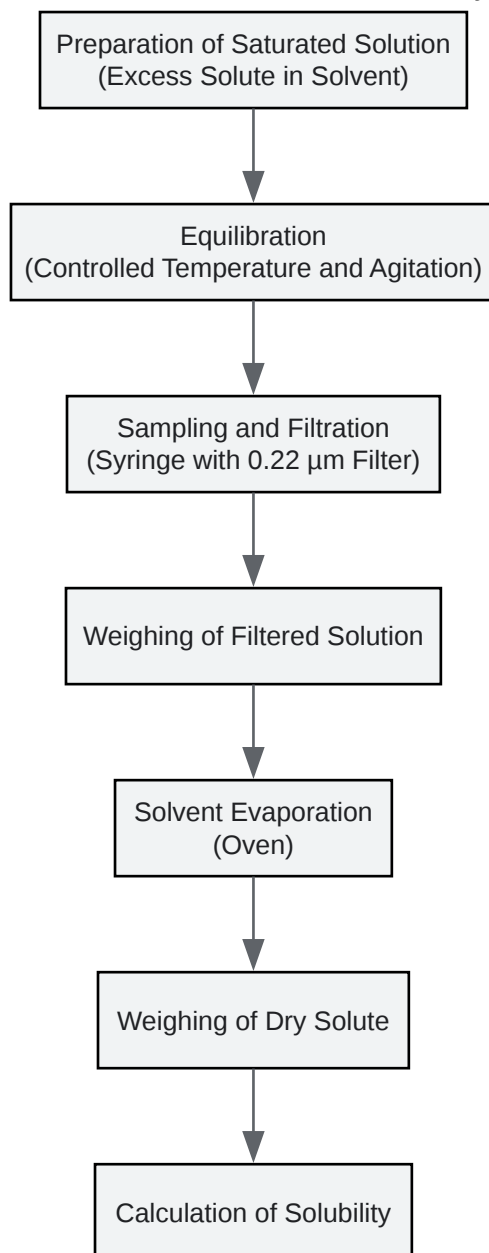 Preparation of Saturated Solution
(Excess Solute in Solvent)
Equilibration
(Controlled Temperature and Agitation)
Sampling and Filtration
(Syringe with 0.22 µm Filter)
Weighing of Filtered Solution
Solvent Evaporation
(Oven)
Weighing of Dry Solute
Calculation of Solubility